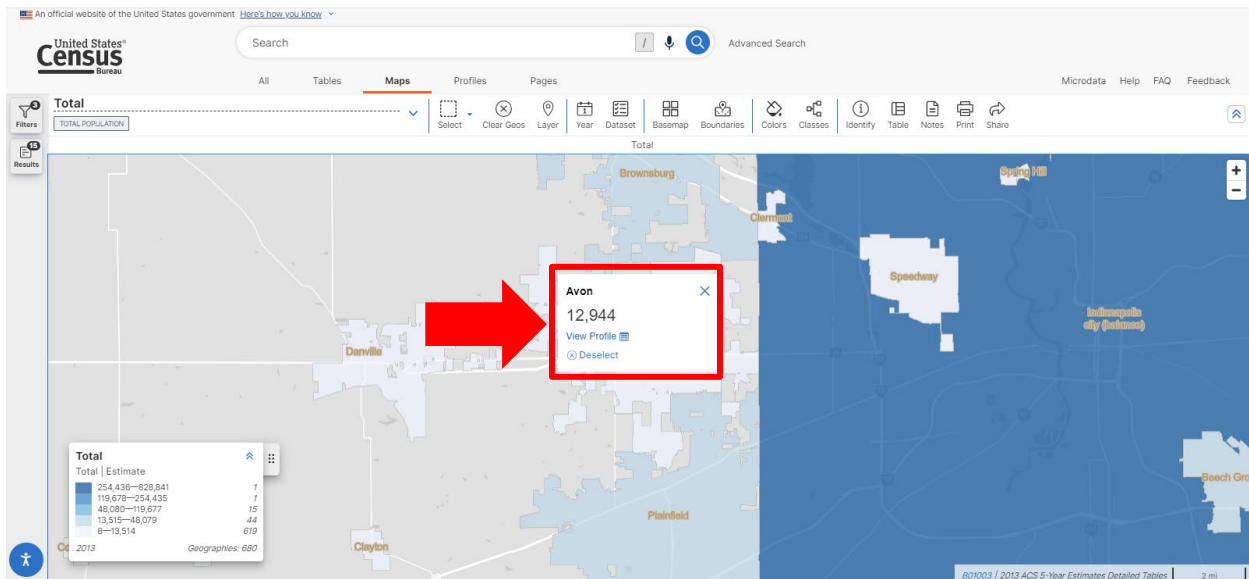 An official website of the United States government Here's how you know
United States®
Census
Bureau
Search
/
Advanced Search
All Tables Maps Profiles Pages
Microdata Help FAQ Feedback
3
Filters
15
Results
Total
TOTAL POPULATION
Select Clear Geos Layer Year Dataset Basemap Boundaries Colors Classes Identify Table Notes Print Share
Total
Brownsburg
Spring Hill
Clermont
Speedway
Indianapolis
city (balance)
Danville
Avon
12,944
View Profile
Deselect
Plainfield
Beech Gro
Clayton
Total
Total | Estimate
254,436—828,841 1
119,678—254,435 1
48,080—119,677 15
13,515—48,079 44
8—13,514 619
2013 Geographies: 680
B01003 | 2013 ACS 5-Year Estimates Detailed Tables
2 mi
+
−